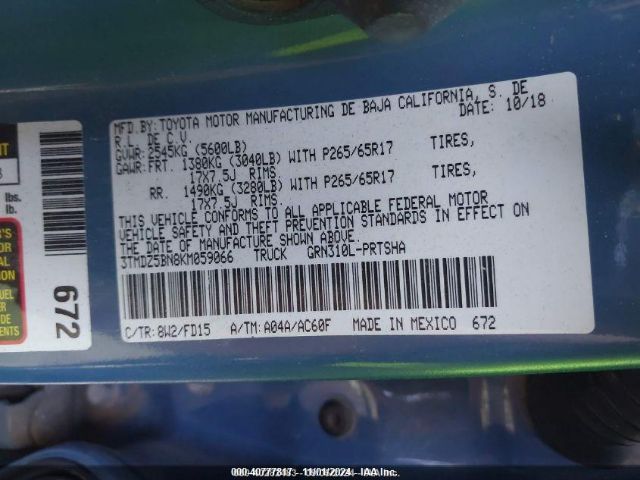 MFD.BY:TOYOTA MOTOR MANUFACTURING DE BAJA CALIFORNIA, S. DE
R.L. DE C.V. DATE: 10/18
GVWR:2545KG (5600LB)
GAWR:FRT. 1380KG (3040LB) WITH P265/65R17 TIRES,
17X7.5J RIMS.
RR. 1490KG (3280LB) WITH P265/65R17 TIRES,
17X7.5J RIMS.
THIS VEHICLE CONFORMS TO ALL APPLICABLE FEDERAL MOTOR
VEHICLE SAFETY AND THEFT PREVENTION STANDARDS IN EFFECT ON
THE DATE OF MANUFACTURE SHOWN ABOVE.
3TMDZ5BN8KM059066 TRUCK GRN310L-PRTSHA
C/TR: 8W2/FD15 A/TM: A04A/AC60F MADE IN MEXICO 672
lbs.
lb.
672
000-40777817 - 11/01/2024 - IAA Inc.